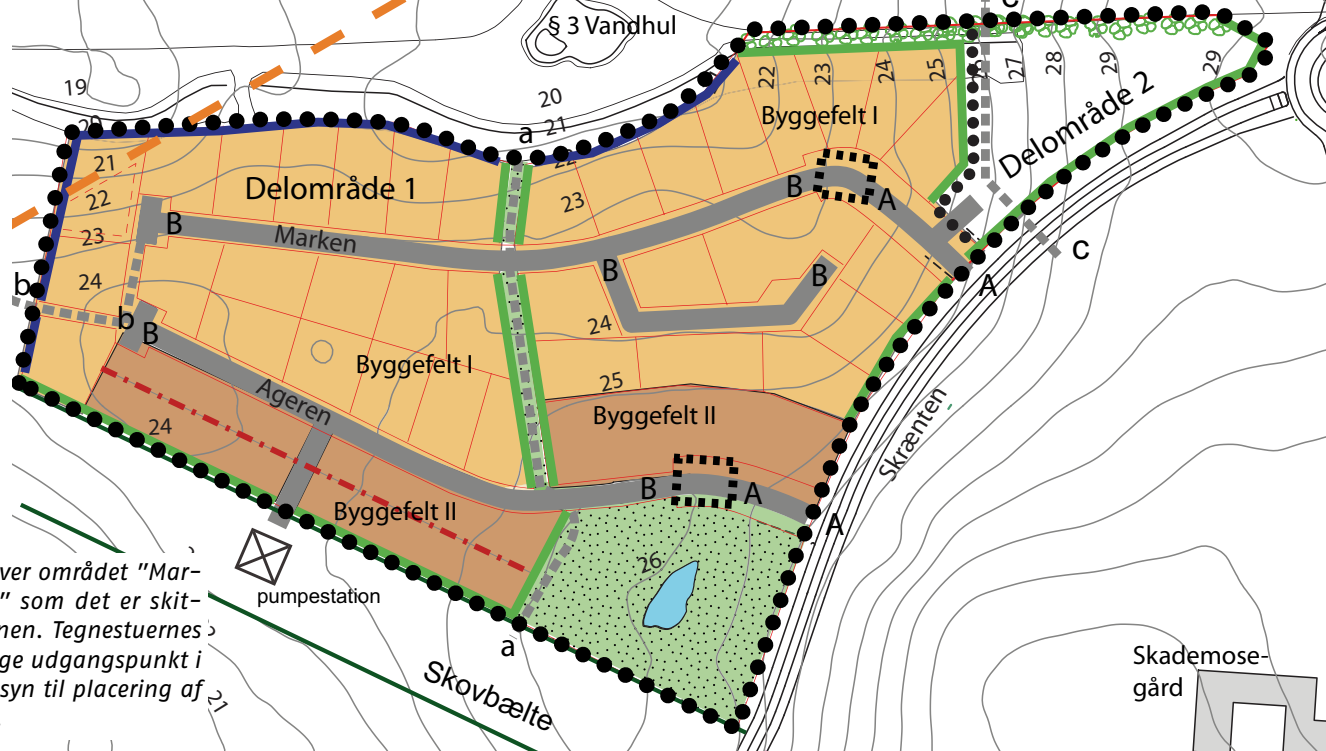 c
§ 3 Vandhul
19
20
22
23
24
25
27
28
29
29
20
a
21
Byggefelt I
Delområde 2
21
22
22
Delområde 1
23
B
A
23
B
Marken
B
B
c
24
A
b
b
B
24
Byggefelt I
25
Ageren
Byggefelt II
Skrænten
24
B
A
Byggefelt II
A
26
ver området "Mar-
" som det er skit-
nen. Tegnestuernes
ge udgangspunkt i
syn til placering af
pumpestation
a
Skovbælte
21
Skademose-
gård